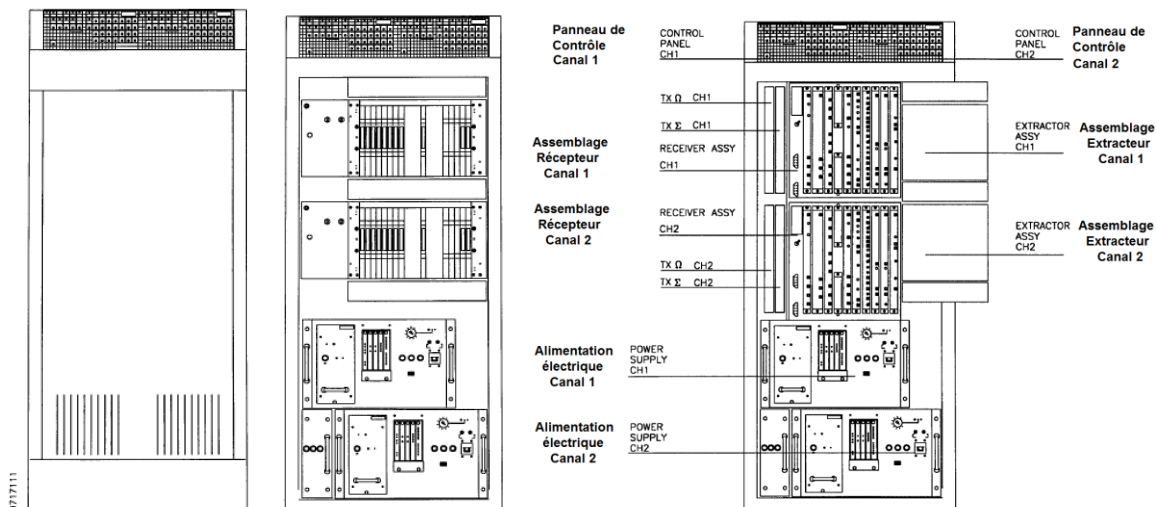 Panneau de
Contrôle
Canal 1
CONTROL
PANEL
CH1
CONTROL
PANEL
CH2
Panneau de
Contrôle
Canal 2
TX Ω CH1
TX Σ CH1
Assemblage
Récepteur
Canal 1
RECEIVER ASSY
CH1
EXTRACTOR
ASSY
CH1
Assemblage
Extracteur
Canal 1
Assemblage
Récepteur
Canal 2
RECEIVER ASSY
CH2
EXTRACTOR
ASSY
CH2
Assemblage
Extracteur
Canal 2
TX Ω CH2
TX Σ CH2
Alimentation
électrique
Canal 1
POWER
SUPPLY
CH1
Alimentation
électrique
Canal 2
POWER
SUPPLY
CH2